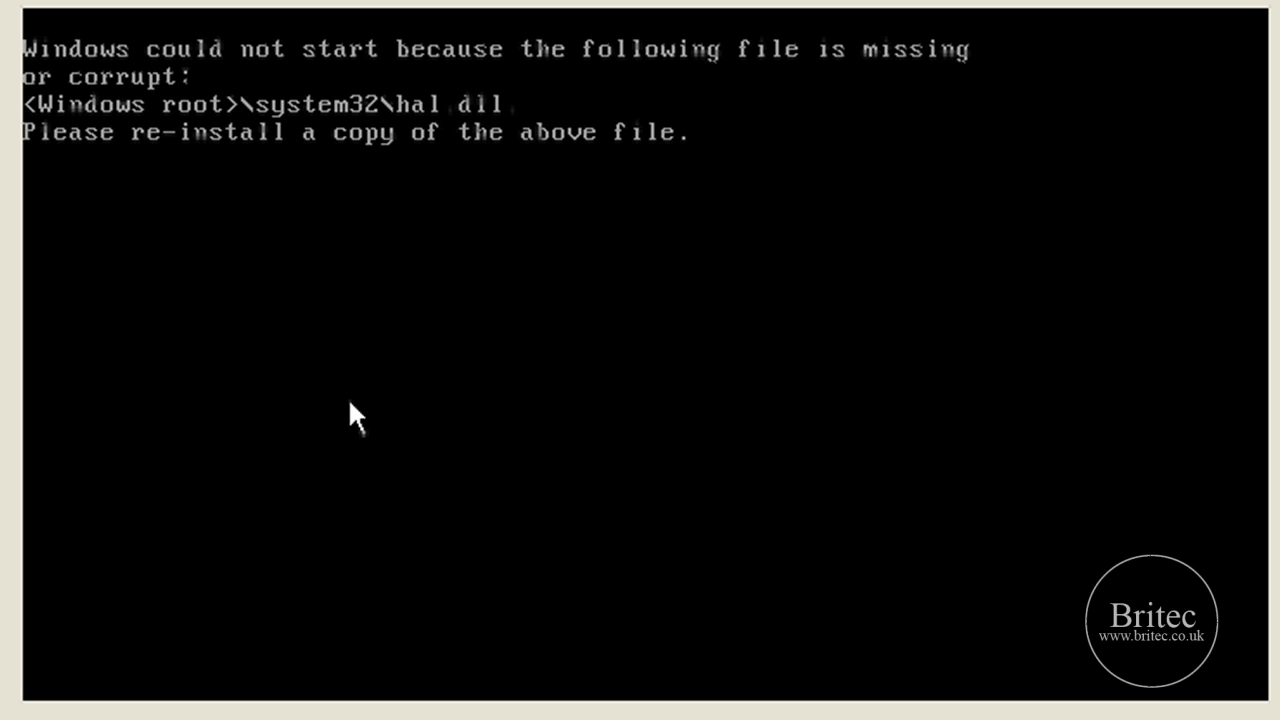 Windows could not start because the following file is missing
or corrupt:
<Windows root>\system32\hal dll
Please re-install a copy of the above file.
Britec
www.britec.co.uk